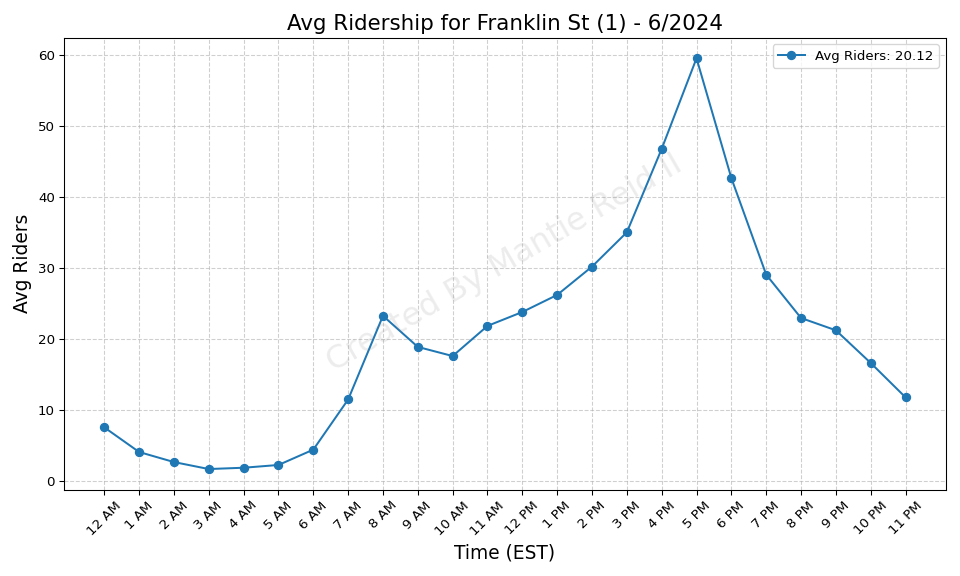 Avg Ridership for Franklin St (1) - 6/2024
Avg Riders: 20.12
Avg Riders
60
50
40
30
20
10
0
Created By Mantie Reid II
12 AM
1 AM
2 AM
3 AM
4 AM
5 AM
6 AM
7 AM
8 AM
9 AM
10 AM
11 AM
12 PM
1 PM
2 PM
3 PM
4 PM
5 PM
6 PM
7 PM
8 PM
9 PM
10 PM
11 PM
Time (EST)